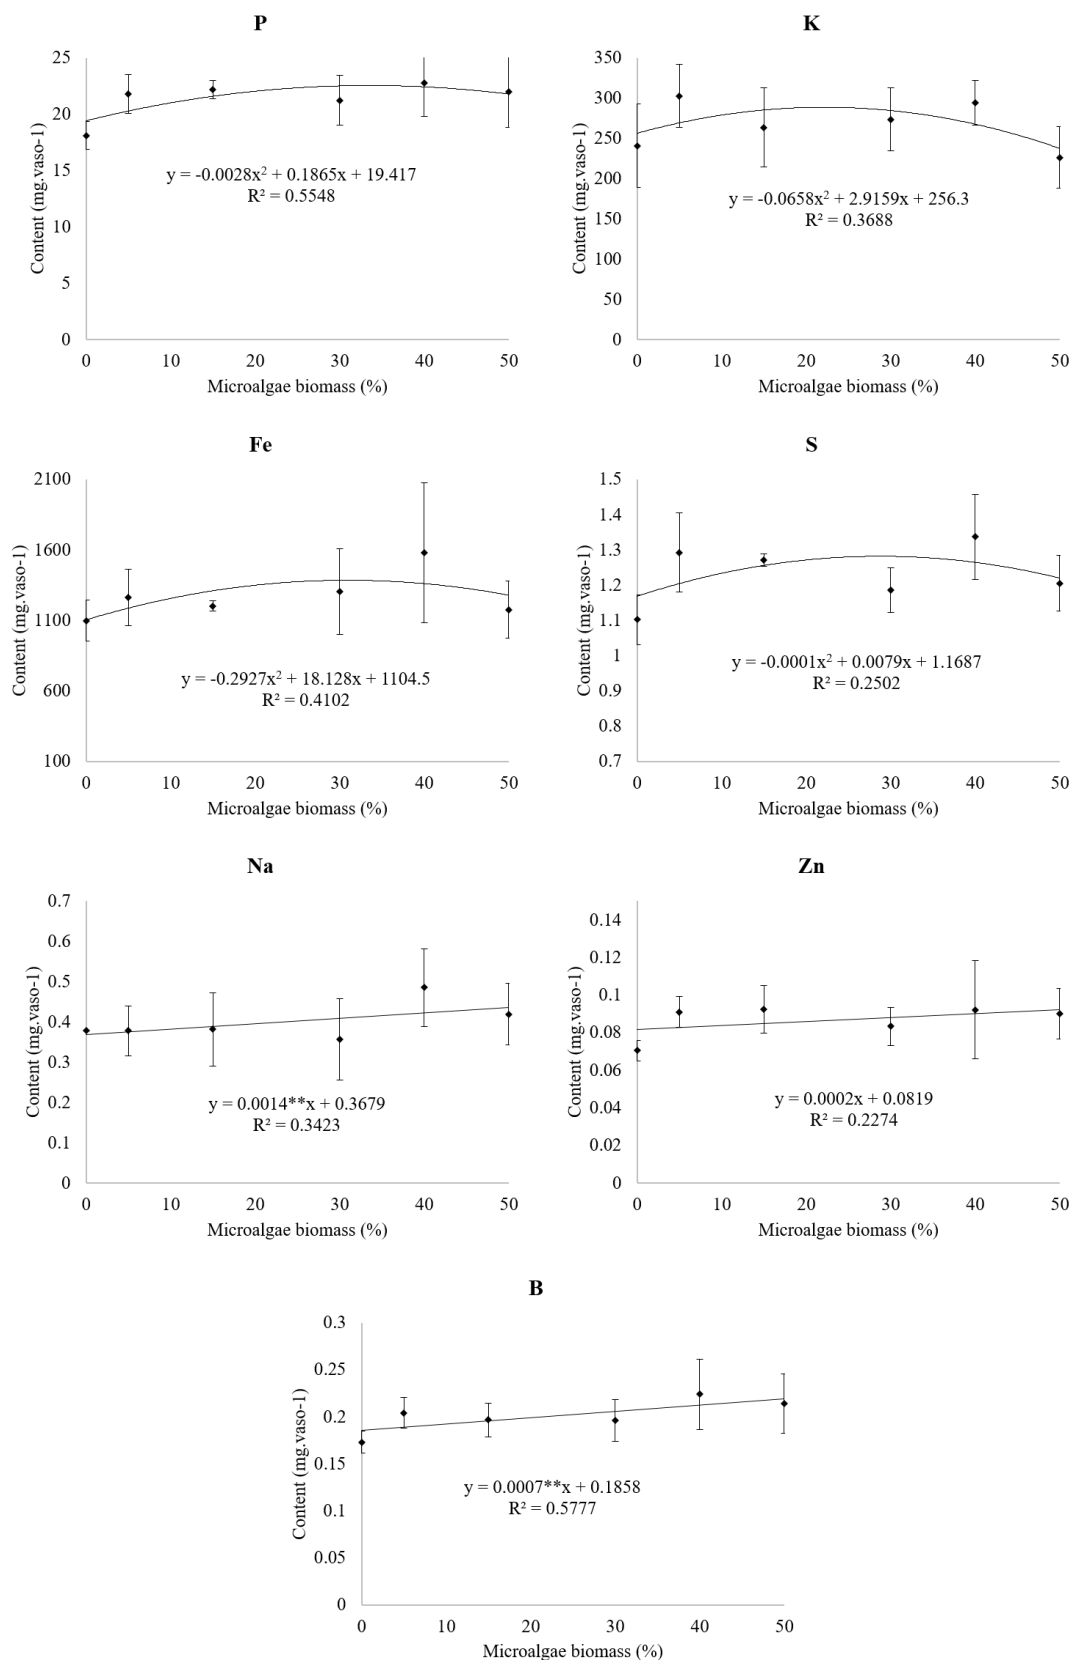 P
25
20
15
10
5
0
Content (mg.vaso-1)
y = -0.0028x² + 0.1865x + 19.417
R² = 0.5548
0 10 20 30 40 50
Microalgae biomass (%)
K
350
300
250
200
150
100
50
0
Content (mg.vaso-1)
y = -0.0658x² + 2.9159x + 256.3
R² = 0.3688
0 10 20 30 40 50
Microalgae biomass (%)
Fe
2100
1600
1100
600
100
Content (mg.vaso-1)
y = -0.2927x² + 18.128x + 1104.5
R² = 0.4102
0 10 20 30 40 50
Microalgae biomass (%)
S
1.5
1.4
1.3
1.2
1.1
1
0.9
0.8
0.7
Content (mg.vaso-1)
y = -0.0001x² + 0.0079x + 1.1687
R² = 0.2502
0 10 20 30 40 50
Microalgae biomass (%)
Na
0.7
0.6
0.5
0.4
0.3
0.2
0.1
0
Content (mg.vaso-1)
y = 0.0014**x + 0.3679
R² = 0.3423
0 10 20 30 40 50
Microalgae biomass (%)
Zn
0.14
0.12
0.1
0.08
0.06
0.04
0.02
0
Content (mg.vaso-1)
y = 0.0002x + 0.0819
R² = 0.2274
0 10 20 30 40 50
Microalgae biomass (%)
B
0.3
0.25
0.2
0.15
0.1
0.05
0
Content (mg.vaso-1)
y = 0.0007**x + 0.1858
R² = 0.5777
0 10 20 30 40 50
Microalgae biomass (%)